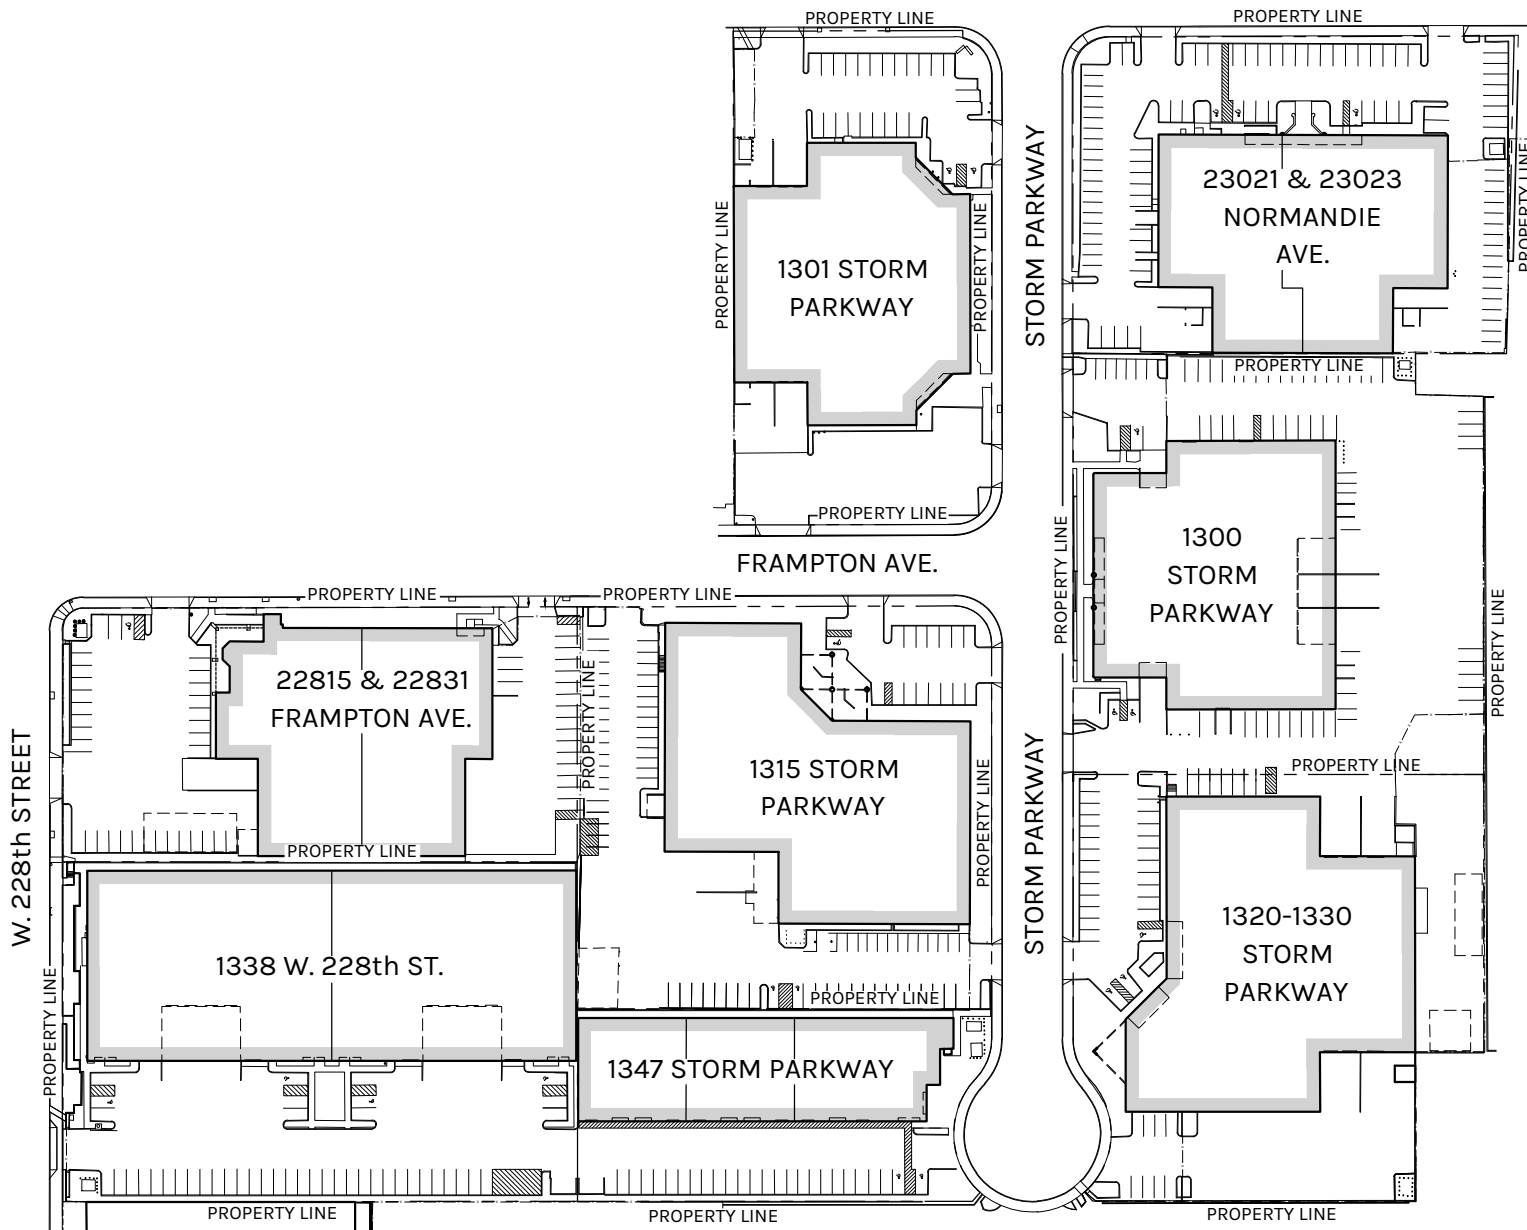 PROPERTY LINE
PROPERTY LINE
STORM PARKWAY
23021 & 23023
NORMANDIE
AVE.
PROPERTY LINE
PROPERTY LINE
1301 STORM
PARKWAY
PROPERTY LINE
PROPERTY LINE
PROPERTY LINE
1300
STORM
PARKWAY
PROPERTY LINE
PROPERTY LINE
FRAMPTON AVE.
PROPERTY LINE
PROPERTY LINE
PROPERTY LINE
22815 & 22831
FRAMPTON AVE.
PROPERTY LINE
1315 STORM
PARKWAY
PROPERTY LINE
STORM PARKWAY
PROPERTY LINE
W. 228th STREET
PROPERTY LINE
1320-1330
STORM
PARKWAY
1338 W. 228th ST.
PROPERTY LINE
PROPERTY LINE
1347 STORM PARKWAY
PROPERTY LINE
PROPERTY LINE
PROPERTY LINE